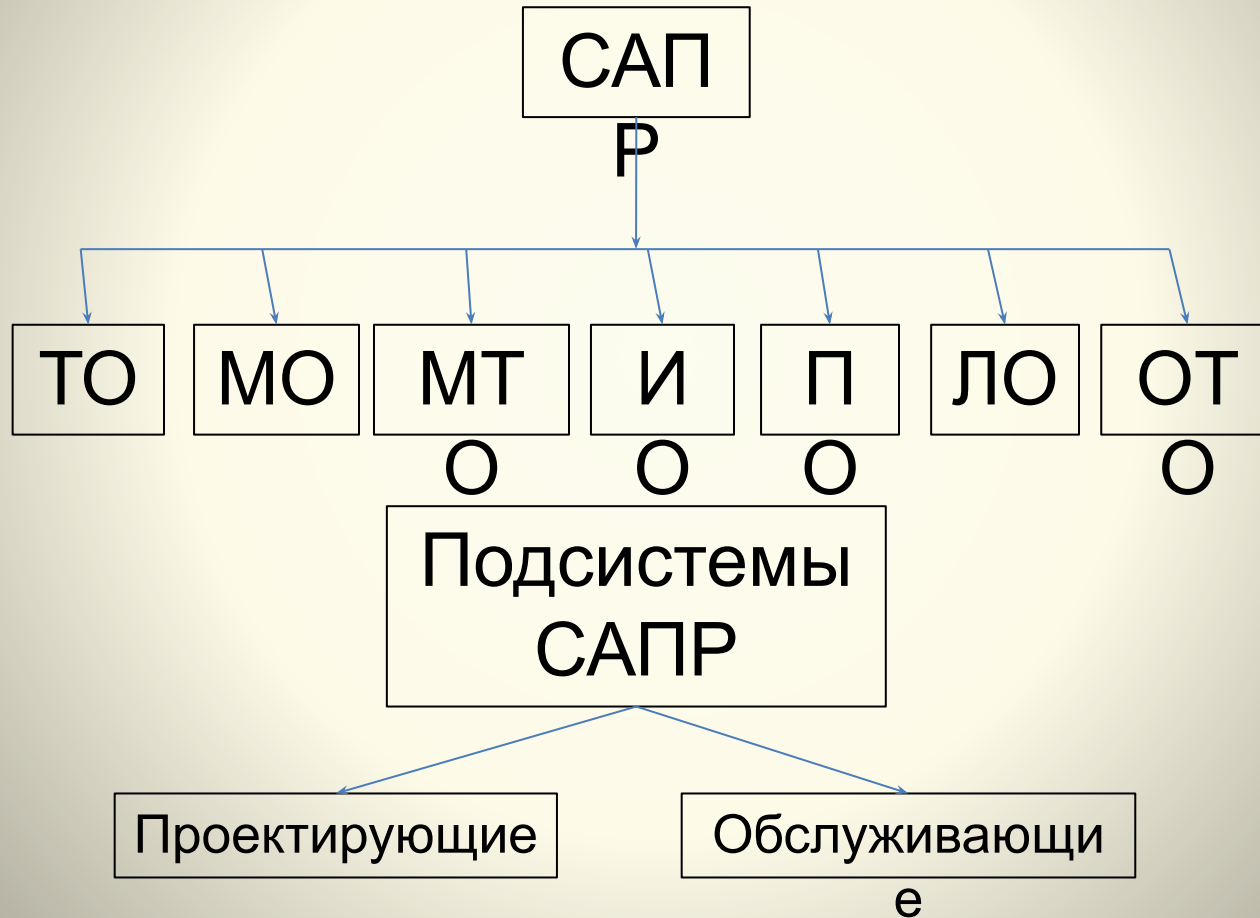 САП
Р
ТО МО МТ И П ЛО ОТ
О О О О
Подсистемы
САПР
Проектирующие Обслуживающи
е